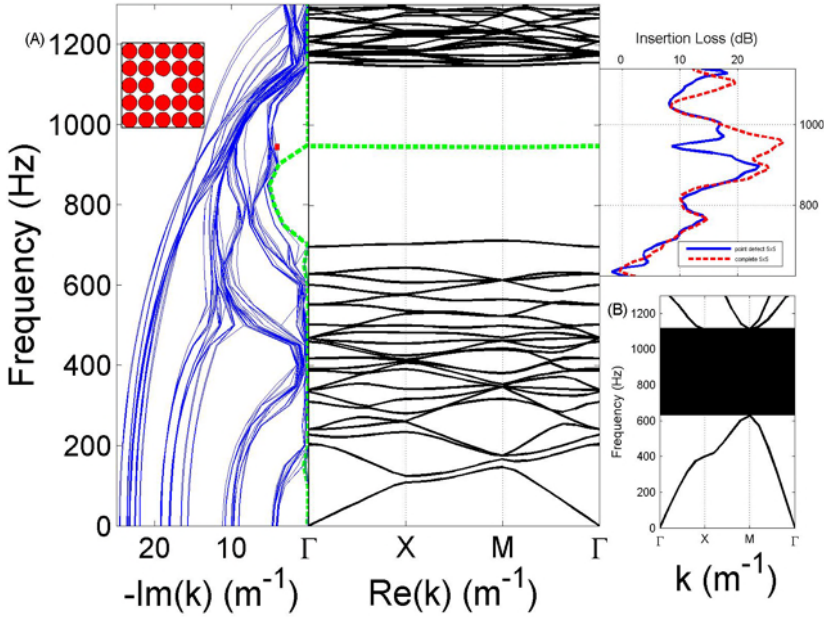 (A)
Frequency (Hz)
1200
1000
800
600
400
200
0
20
10
Γ
X
M
Γ
-Im(k) (m-1)
Re(k) (m-1)
Insertion Loss (dB)
0
10
20
1000
800
point defect 5x5
complete 5x5
(B)
Frequency (Hz)
1200
1000
800
600
400
200
0
Γ
X
M
Γ
k (m-1)